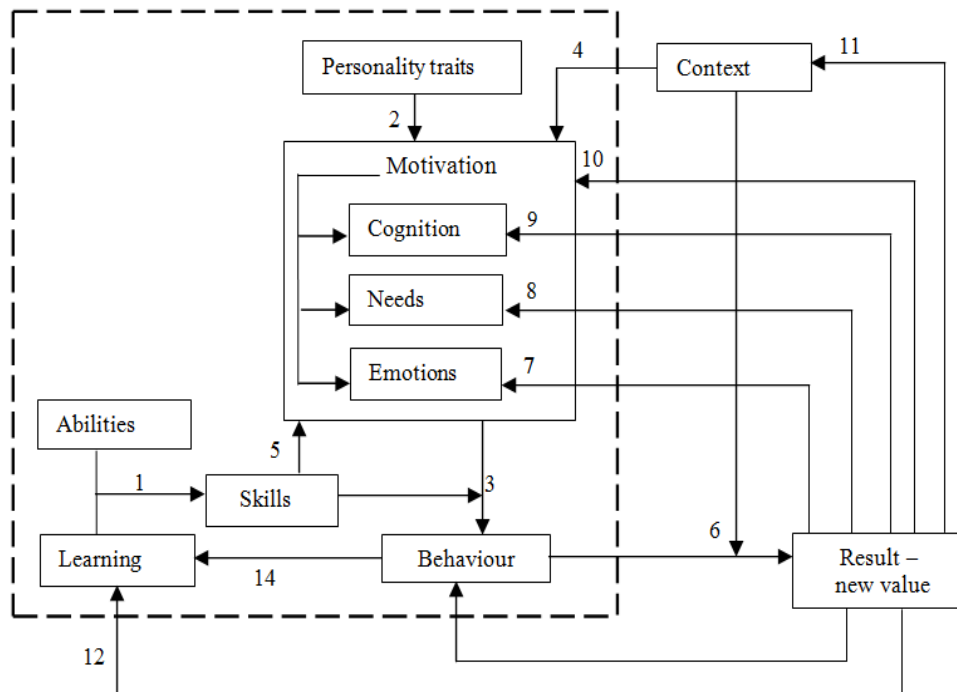 4
11
Personality traits
Context
2
Motivation
10
Cognition
9
Needs
8
Emotions
7
Abilities
5
1
Skills
3
Learning
14
Behaviour
6
Result –
new value
12